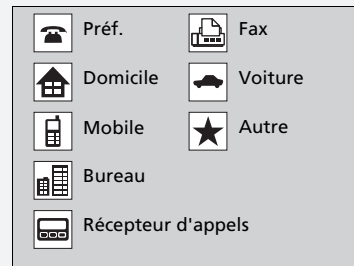 Préf.
Fax
Domicile
Voiture
Mobile
Autre
Bureau
Récepteur d'appels